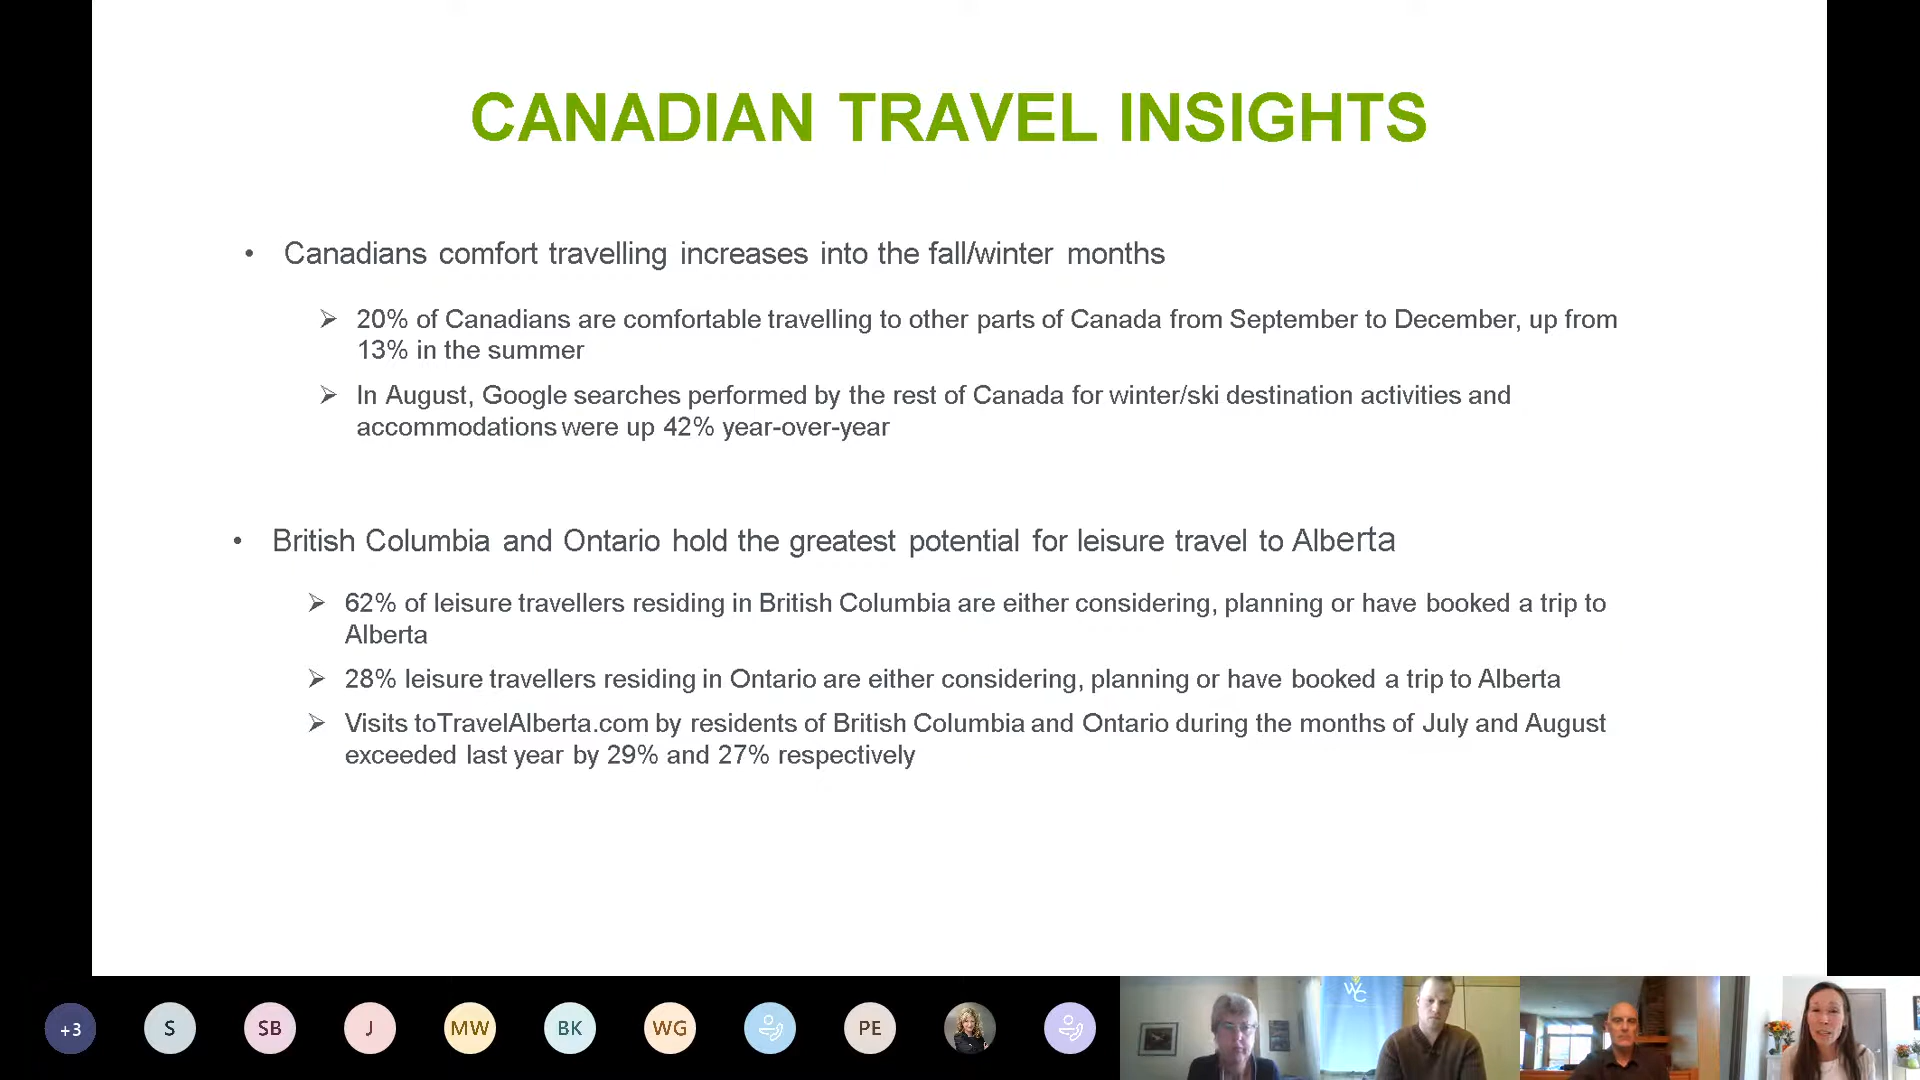 CANADIAN TRAVEL INSIGHTS
• Canadians comfort travelling increases into the fall/winter months
➢ 20% of Canadians are comfortable travelling to other parts of Canada from September to December, up from
13% in the summer
➢ In August, Google searches performed by the rest of Canada for winter/ski destination activities and
accommodations were up 42% year-over-year
• British Columbia and Ontario hold the greatest potential for leisure travel to Alberta
➢ 62% of leisure travellers residing in British Columbia are either considering, planning or have booked a trip to
Alberta
➢ 28% leisure travellers residing in Ontario are either considering, planning or have booked a trip to Alberta
➢ Visits toTravelAlberta.com by residents of British Columbia and Ontario during the months of July and August
exceeded last year by 29% and 27% respectively
+3 S SB J MW BK WG PE
WC